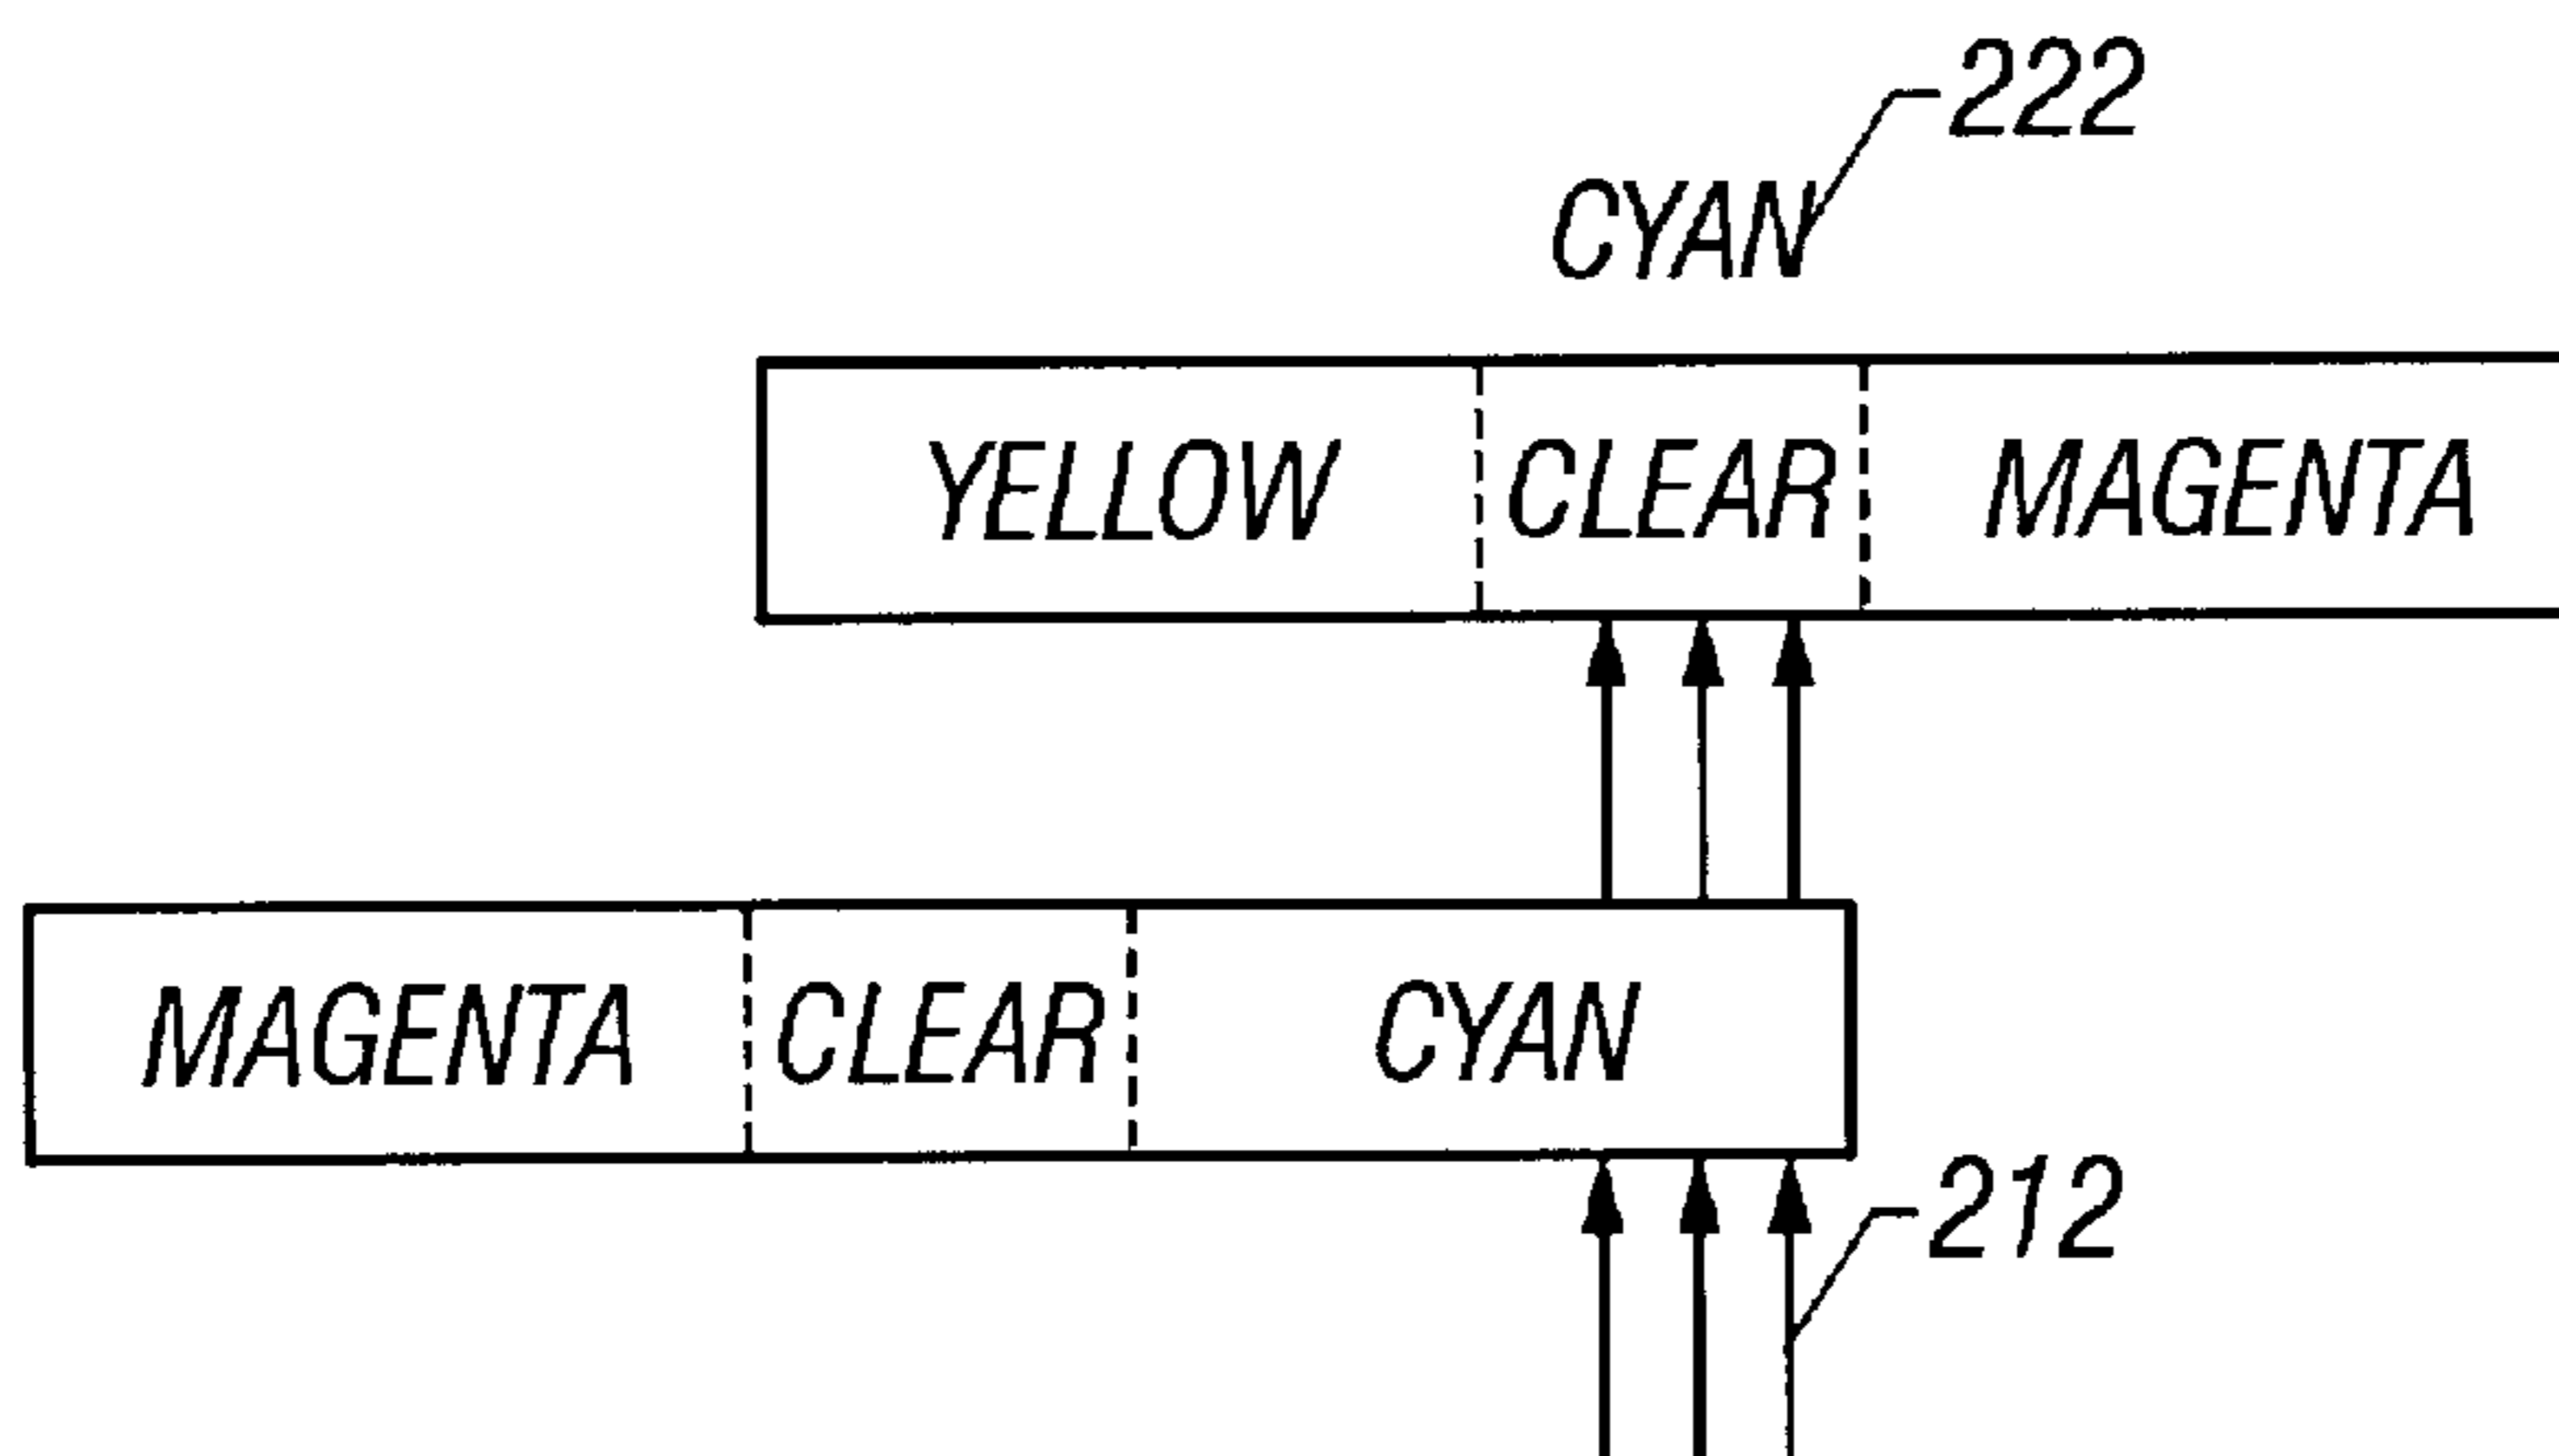 222
CYAN
YELLOW CLEAR MAGENTA
MAGENTA CLEAR CYAN
212